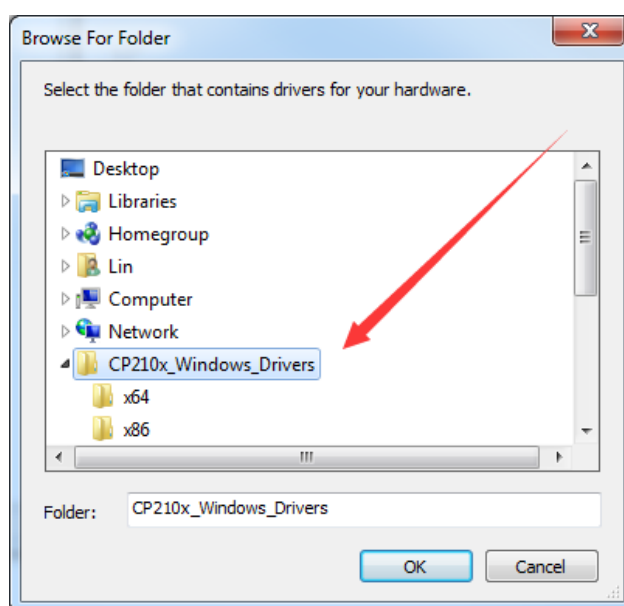 Browse For Folder
Select the folder that contains drivers for your hardware.
Desktop
Libraries
Homegroup
Lin
Computer
Network
CP210x_Windows_Drivers
x64
x86
Folder: CP210x_Windows_Drivers
OK Cancel